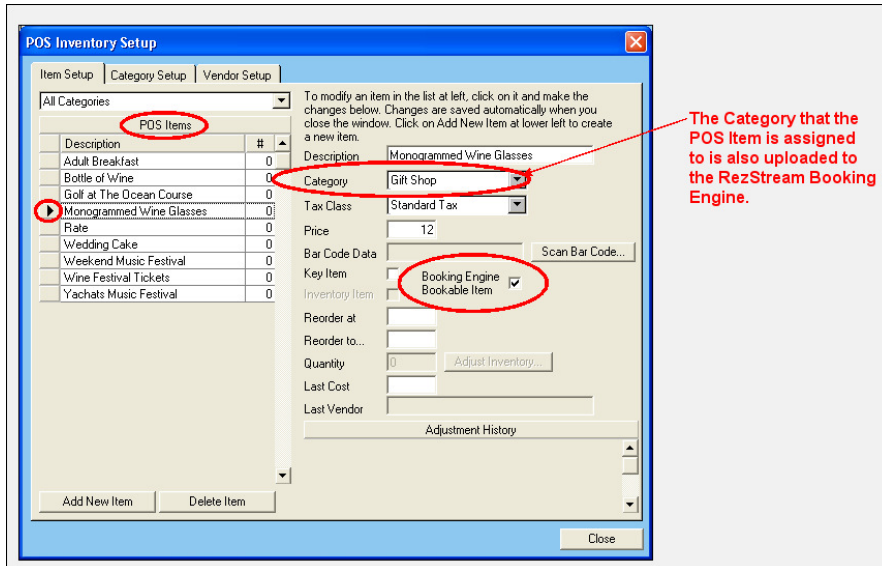 POS Inventory Setup
Item Setup
Category Setup
Vendor Setup
All Categories
POS Items
Description #
Adult Breakfast 0
Bottle of Wine 0
Golf at The Ocean Course 0
Monogrammed Wine Glasses 0
Rate 0
Wedding Cake 0
Weekend Music Festival 0
Wine Festival Tickets 0
Yachats Music Festival 0
Add New Item
Delete Item
To modify an item in the list at left, click on it and make the
changes below. Changes are saved automatically when you
close the window. Click on Add New Item at lower left to create
a new item.
Description Monogrammed Wine Glasses
Category Gift Shop
Tax Class Standard Tax
Price 12
Bar Code Data Scan Bar Code...
Key Item
Booking Engine
Bookable Item
Inventory Item
Reorder at
Reorder to...
Quantity 0 Adjust Inventory...
Last Cost
Last Vendor
Adjustment History
Close
The Category that the
POS Item is assigned
to is also uploaded to
the RezStream Booking
Engine.